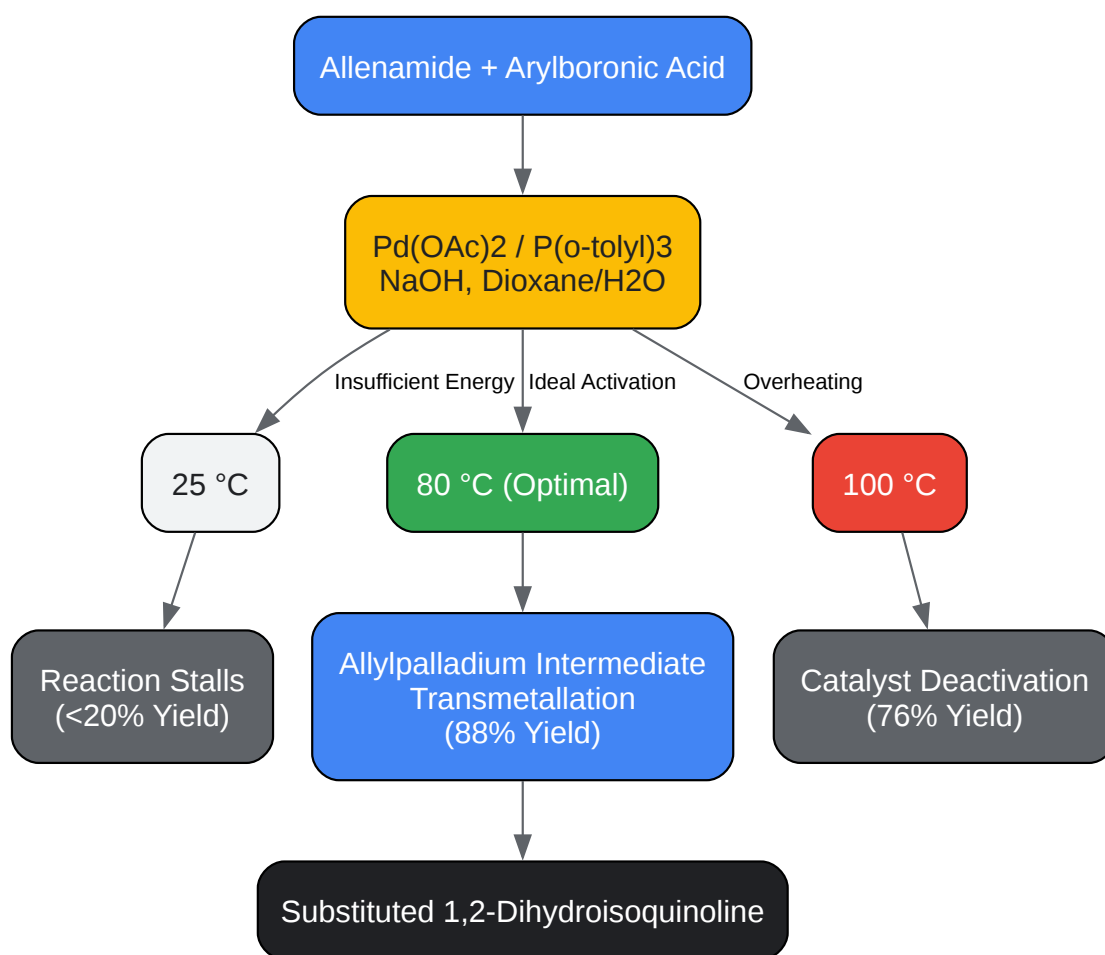 Allenamide + Arylboronic Acid
Pd(OAc)2 / P(o-tolyl)3
NaOH, Dioxane/H2O
Insufficient Energy
Ideal Activation
Overheating
25 °C
80 °C (Optimal)
100 °C
Reaction Stalls
(<20% Yield)
Allylpalladium Intermediate
Transmetallation
(88% Yield)
Catalyst Deactivation
(76% Yield)
Substituted 1,2-Dihydroisoquinoline